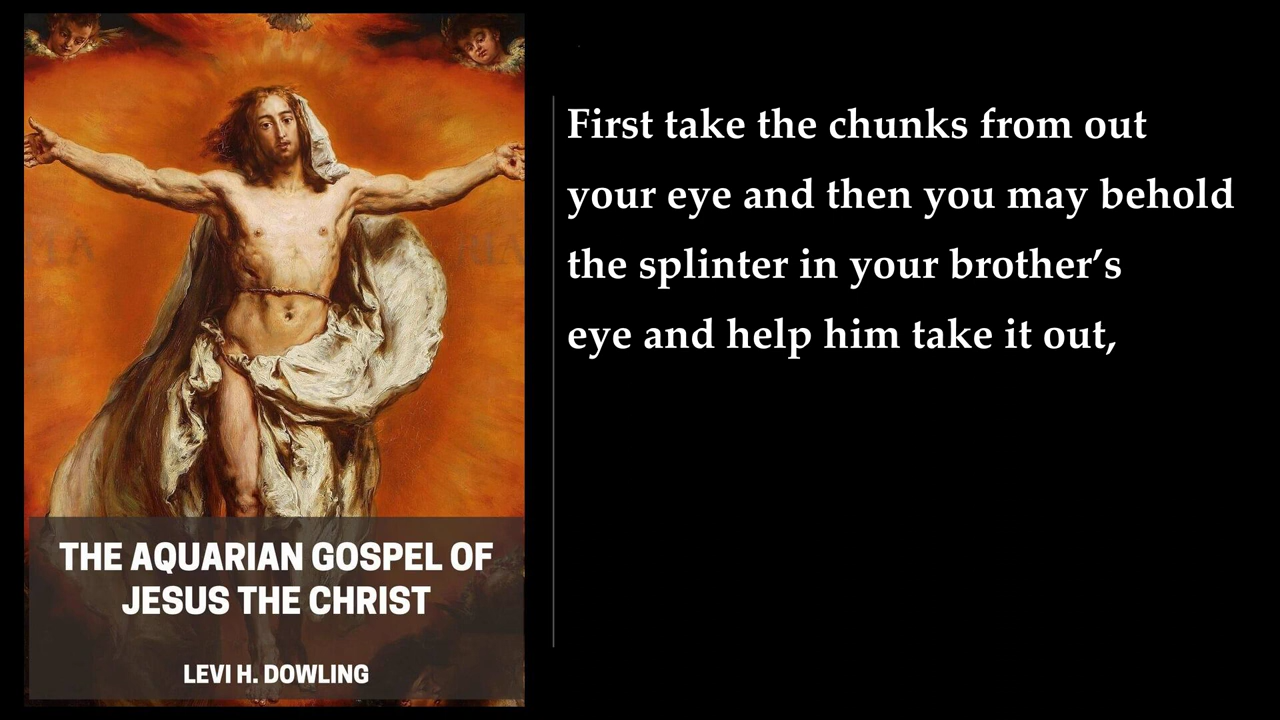 First take the chunks from out
your eye and then you may behold
the splinter in your brother’s
eye and help him take it out,
THE AQUARIAN GOSPEL OF
JESUS THE CHRIST
LEVI H. DOWLING